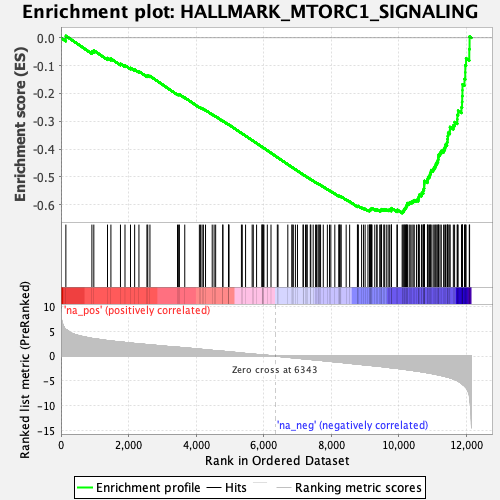 Enrichment plot: HALLMARK_MTORC1_SIGNALING
Enrichment score (ES)
0.0
-0.1
-0.2
-0.3
-0.4
-0.5
-0.6
'na_pos' (positively correlated)
Ranked list metric (PreRanked)
10
5
0
-5
-10
-15
Zero cross at 6343
'na_neg' (negatively correlated)
0
2,000
4,000
6,000
8,000
10,000
12,000
Rank in Ordered Dataset
Enrichment profile
Hits
Ranking metric scores